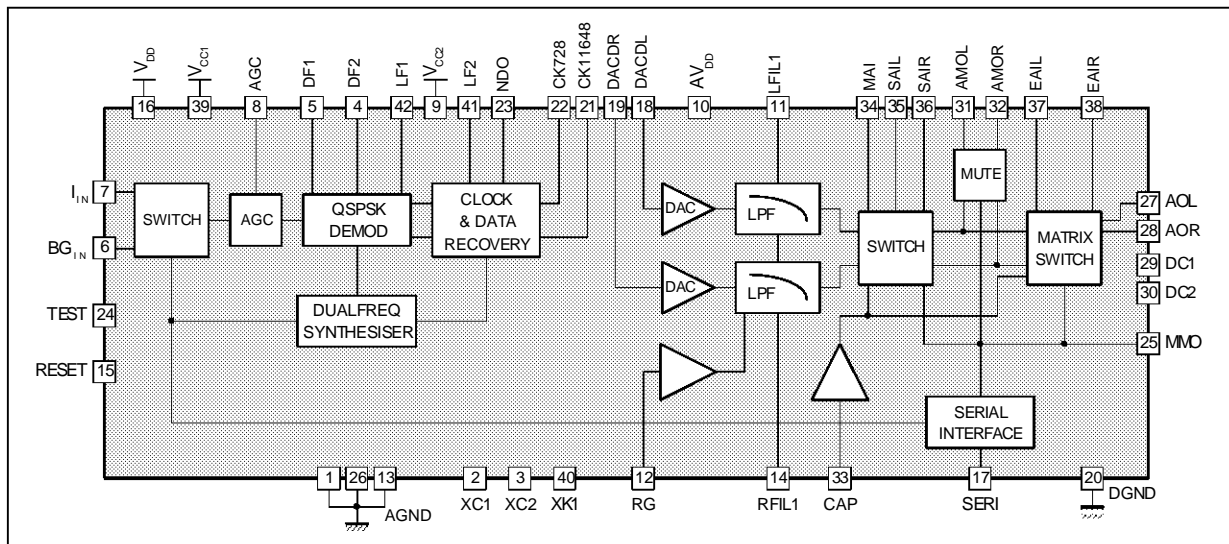 VDD
VCC1
AGC
DF1
DF2
LF1
VCC2
LF2
NDO
CK728
CK11648
DACDR
DACDL
AVDD
LFIL1
MAI
SAIL
SAIR
AMOL
AMOR
EAIL
EAIR
16
39
8
5
4
42
9
41
23
22
21
19
18
10
11
34
35
36
31
32
37
38
IIN
7
SWITCH
AGC
QSPSK
DEMOD
CLOCK
& DATA
RECOVERY
DAC
LPF
SWITCH
MUTE
MATRIX
SWITCH
27
AOL
28
AOR
BGIN
6
DAC
LPF
29
DC1
30
DC2
TEST
24
DUALFREQ
SYNTHESISER
25
MMO
RESET
15
SERIAL
INTERFACE
1
26
13
2
3
40
12
14
33
17
20
AGND
XC1
XC2
XK1
RG
RFIL1
CAP
SERI
DGND